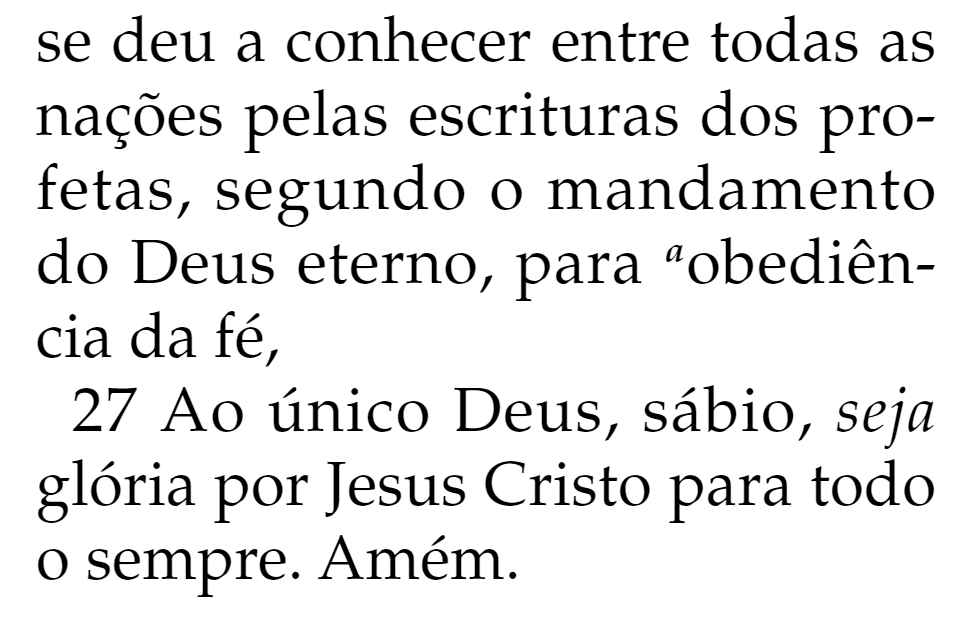 se deu a conhecer entre todas as
nações pelas escrituras dos pro-
fetas, segundo o mandamento
do Deus eterno, para ᵃobediên-
cia da fé,
27 Ao único Deus, sábio, seja
glória por Jesus Cristo para todo
o sempre. Amém.